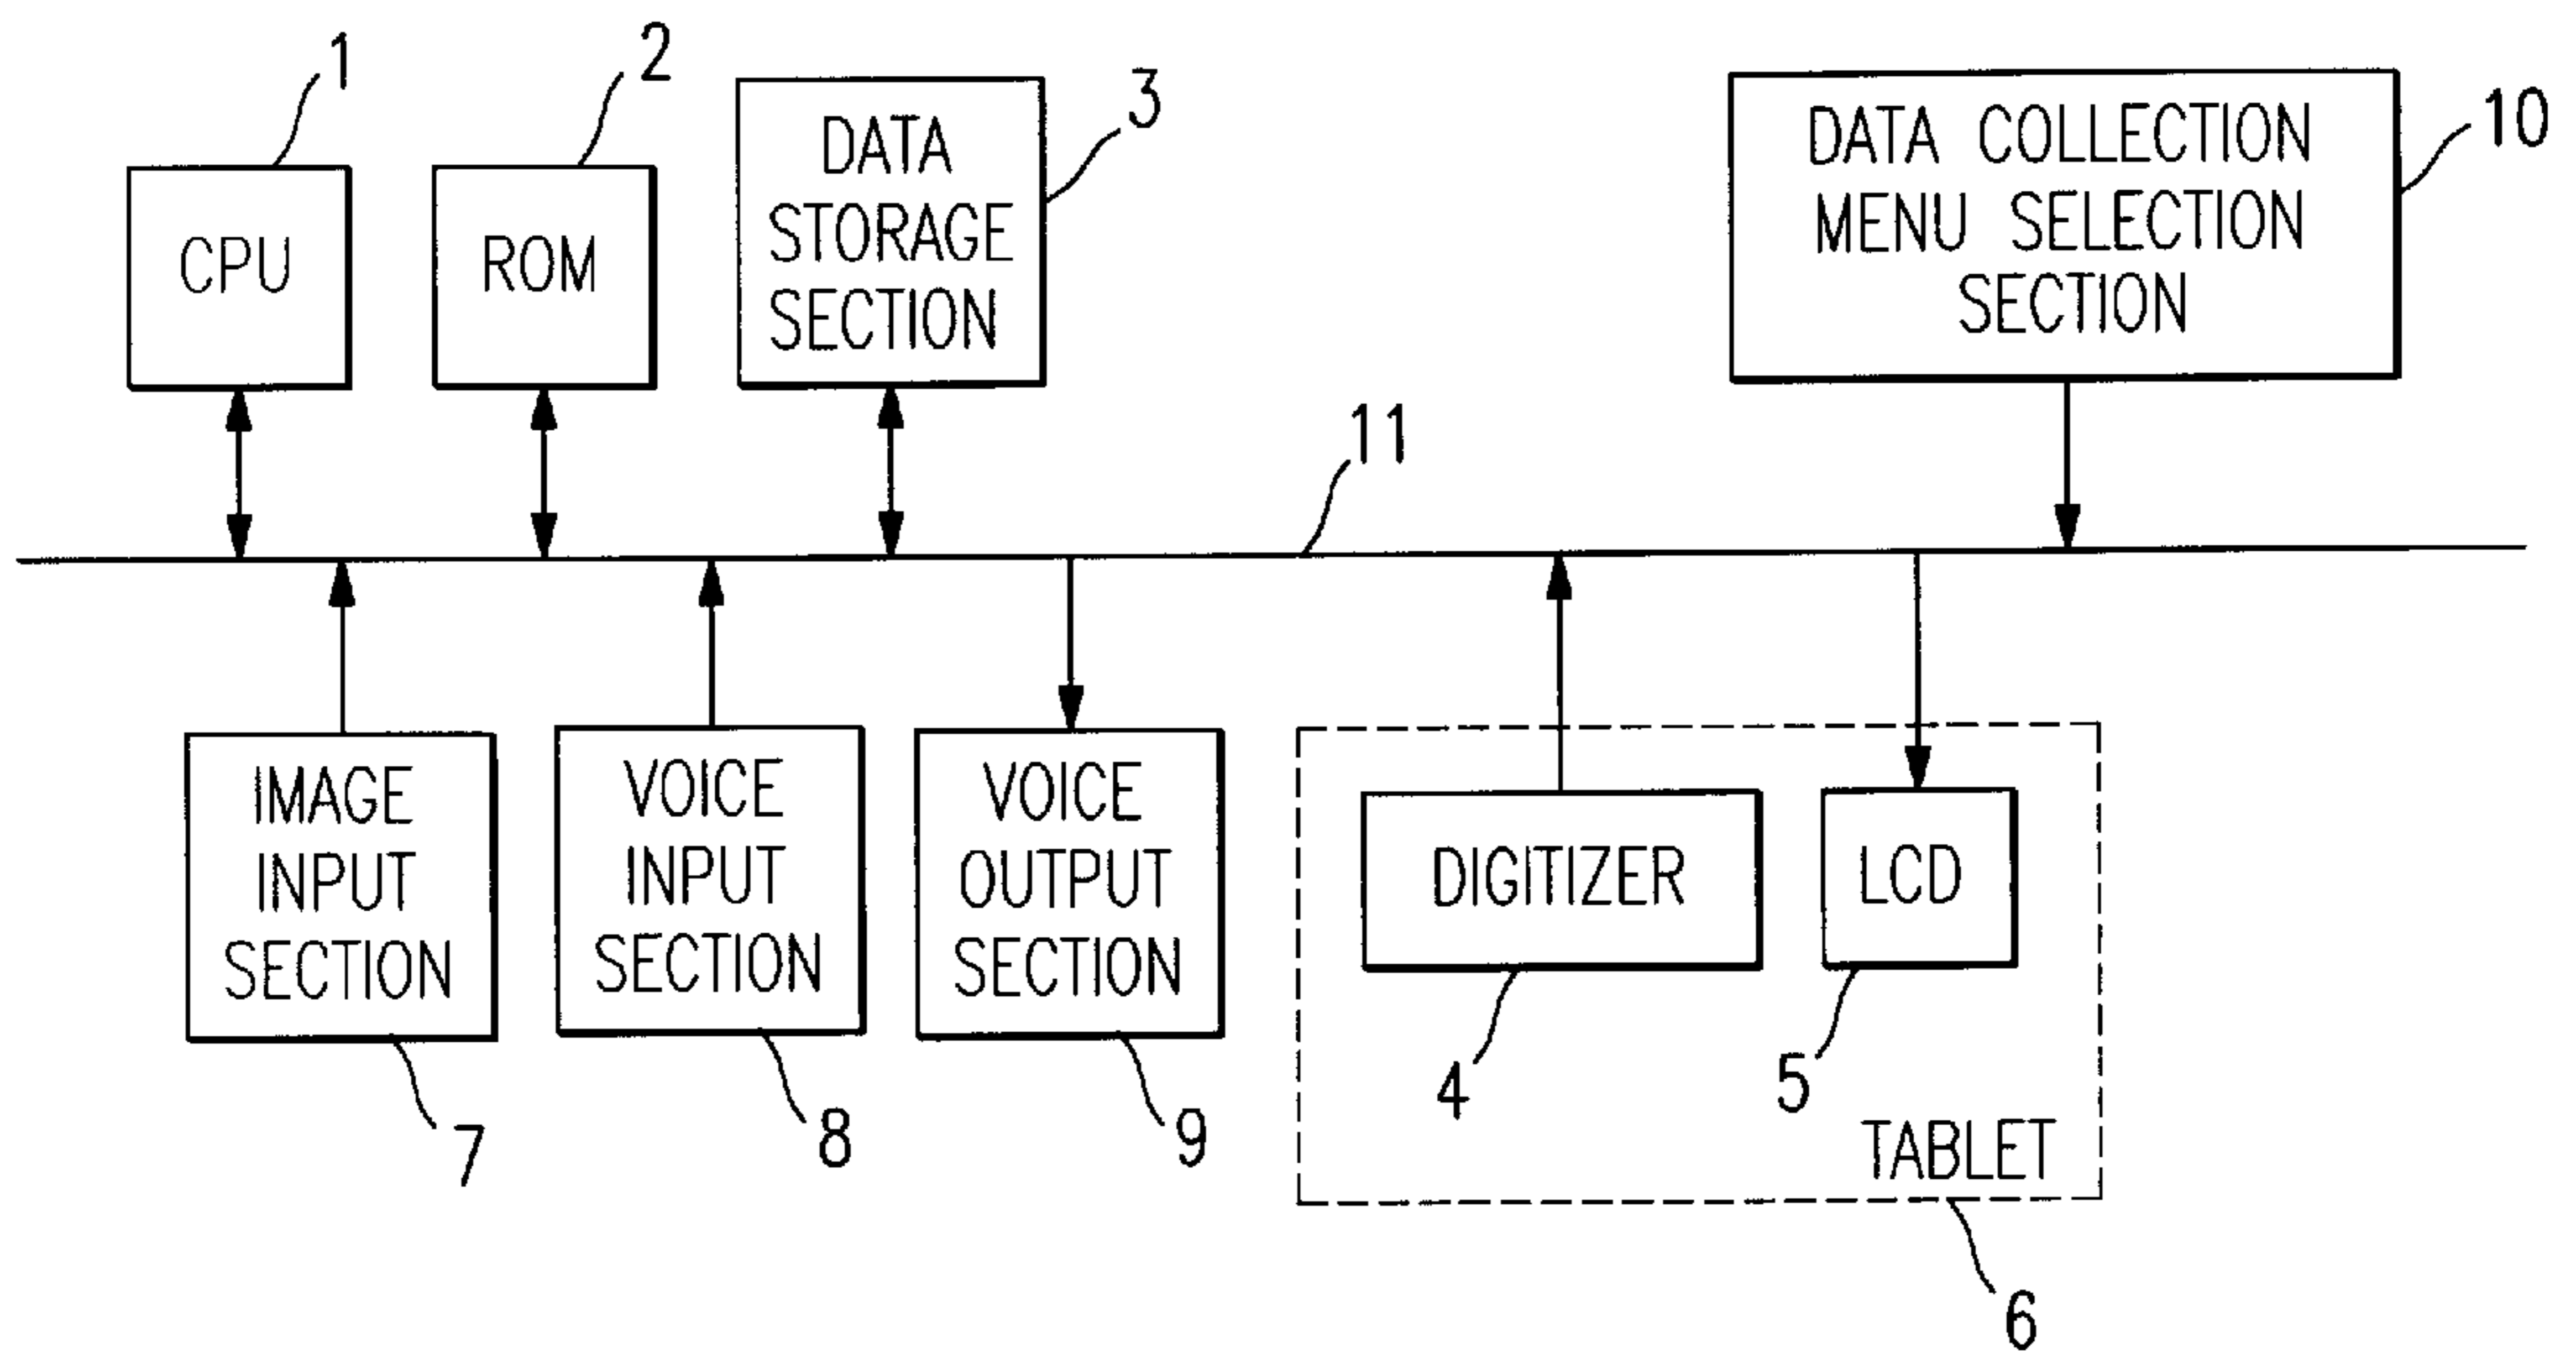 1
2
3
10
CPU
ROM
DATA
STORAGE
SECTION
DATA COLLECTION
MENU SELECTION
SECTION
11
IMAGE
INPUT
SECTION
VOICE
INPUT
SECTION
VOICE
OUTPUT
SECTION
DIGITIZER
LCD
7
8
9
4
5
TABLET
6